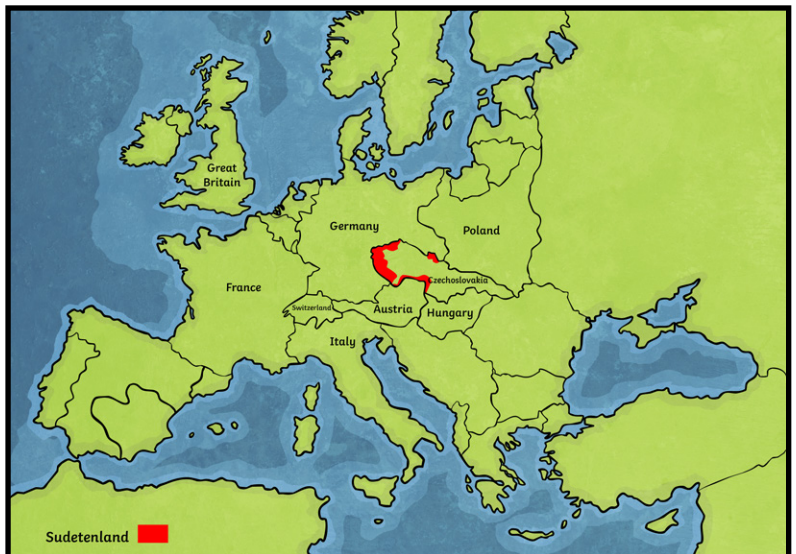 Great
Britain
Germany
Poland
France
Czechoslovakia
Switzerland
Austria
Hungary
Italy
Sudetenland